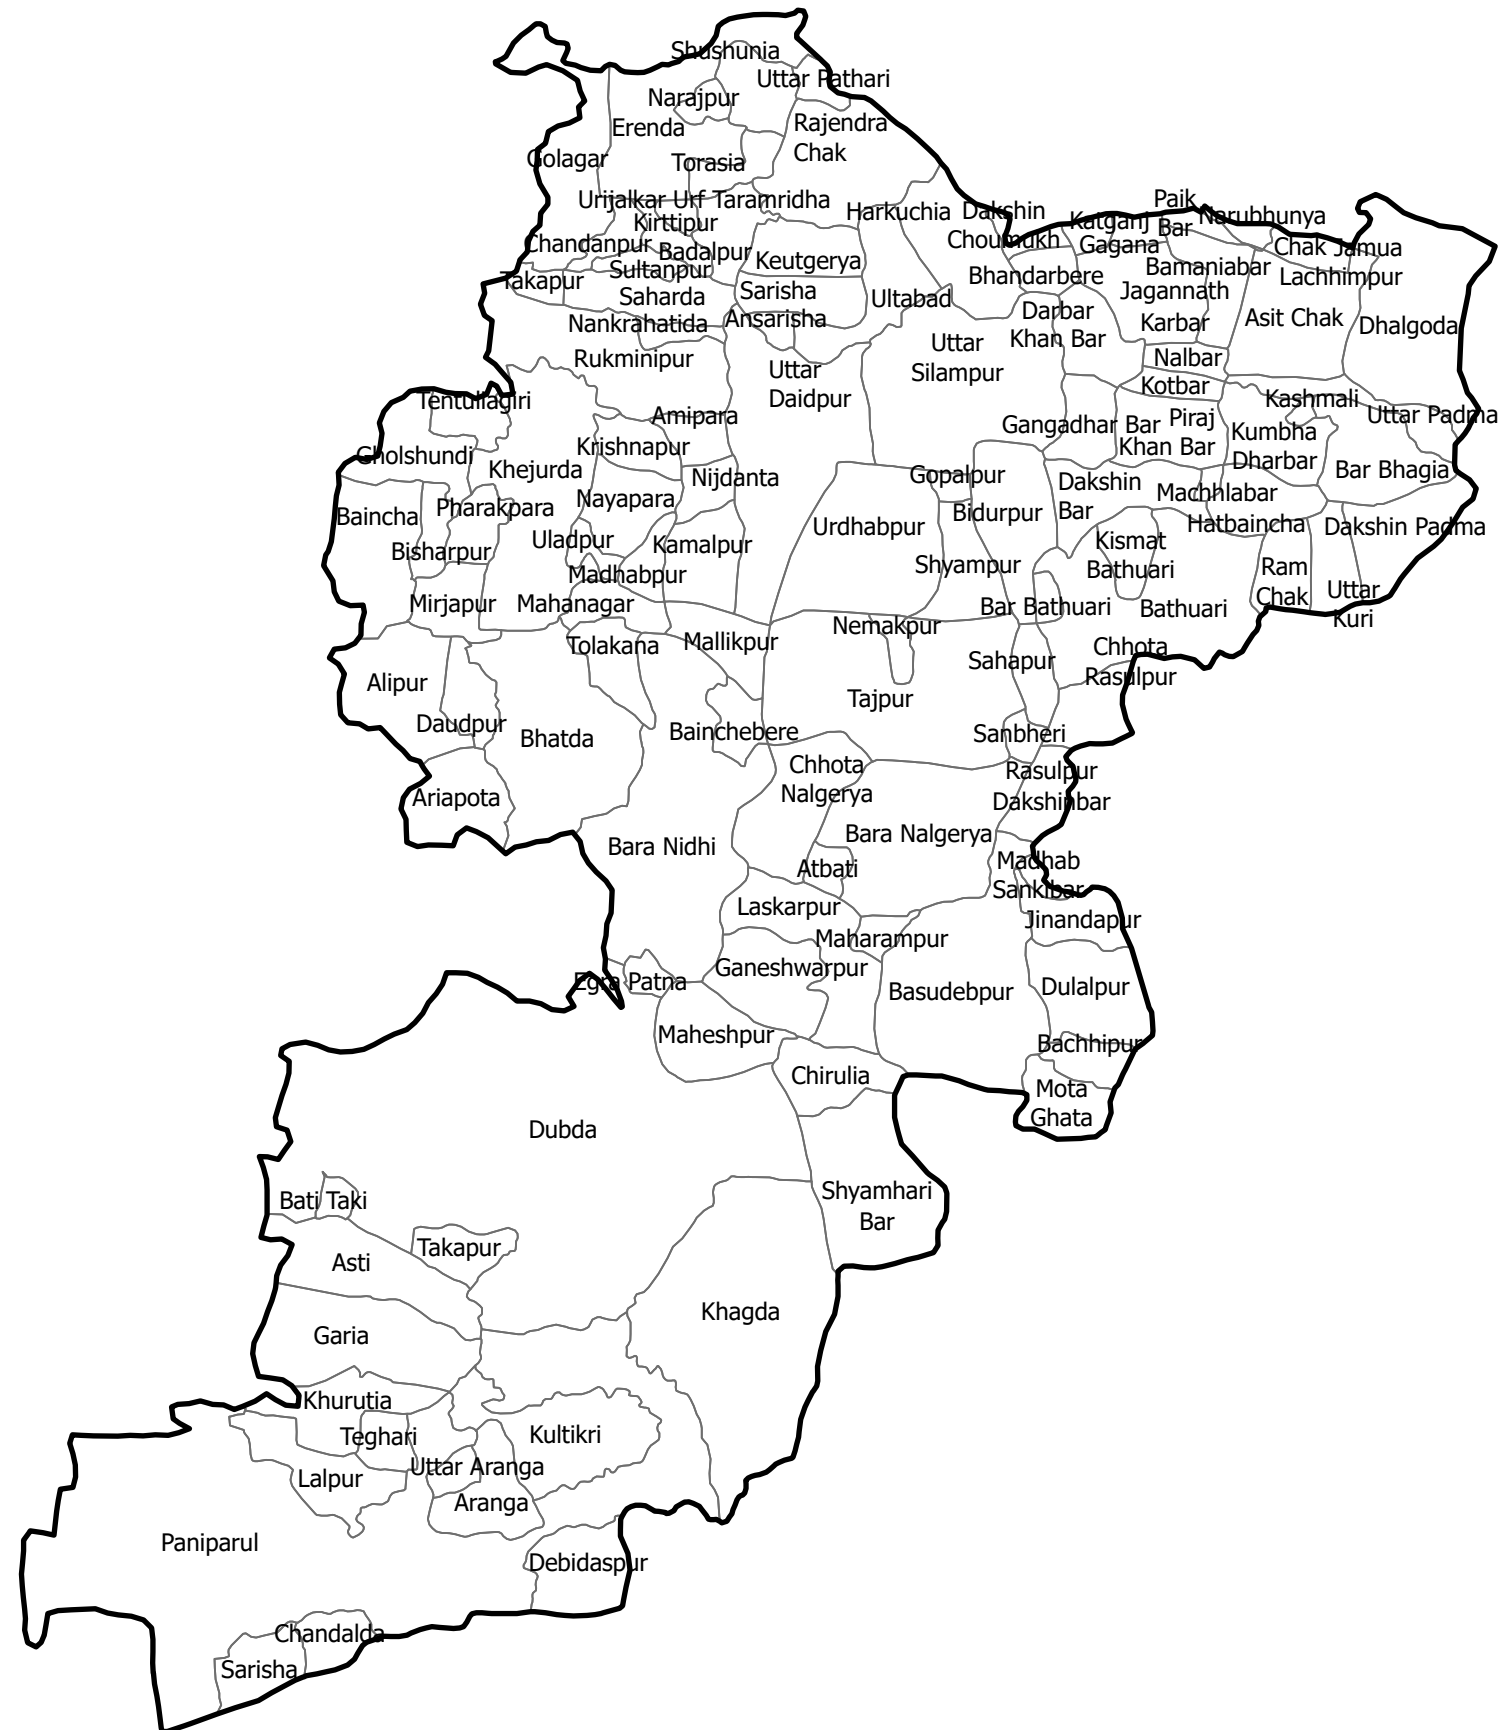 Shushunia
Uttar Pathari
Narajpur
Erenda
Rajendra
Chak
Golagar
Torasia
Urijalkar Urf Taramridha
Kirttipur
Harkuchia
Dakshin
Choumukh
Katganj
Paik
Bar
Narubhunya
Gagana
Chak Jamua
Chandanpur
Badalpur
Keutgerya
Sultanpur
Bhandarbere
Bamaniabar
Lachhimpur
Takapur
Saharda
Sarisha
Ultabad
Jagannath
Karbar
Nankrahatida
Ansarisha
Darbar
Khan Bar
Asit Chak
Dhalgoda
Rukminipur
Uttar
Daidpur
Uttar
Silampur
Nalbar
Kotbar
Tentullagiri
Amipara
Kashmali
Uttar Padma
Gangadhar Bar
Piraj
Khan Bar
Kumbha
Dharbar
Gholshundi
Krishnapur
Khejurda
Nijdanta
Gopalpur
Bar Bhagia
Dakshin
Bar
Machhlabar
Baincha
Pharakpara
Nayapara
Urdhabpur
Bidurpur
Hatbaincha
Dakshin Padma
Bisharpur
Uladpur
Kamalpur
Kismat
Bathuari
Madhabpur
Shyampur
Ram
Chak
Uttar
Kuri
Mirjapur
Mahanagar
Bar Bathuari
Bathuari
Tolakana
Mallikpur
Nemakpur
Sahapur
Chhota
Rasulpur
Alipur
Tajpur
Daudpur
Bhatda
Bainchebere
Sanbheri
Chhota
Nalgerya
Rasulpur
Dakshinbar
Ariapota
Bara Nidhi
Bara Nalgerya
Atbati
Madhab
Sankibar
Laskarpur
Jinandapur
Maharampur
Ganeshwarpur
Egra Patna
Basudebpur
Dulalpur
Maheshpur
Bachhipur
Chirulia
Mota
Ghata
Dubda
Bati Taki
Shyamhari
Bar
Takapur
Asti
Khagda
Garia
Khurutia
Teghari
Kultikri
Lalpur
Uttar Aranga
Aranga
Paniparul
Debidaspur
Chandalda
Sarisha